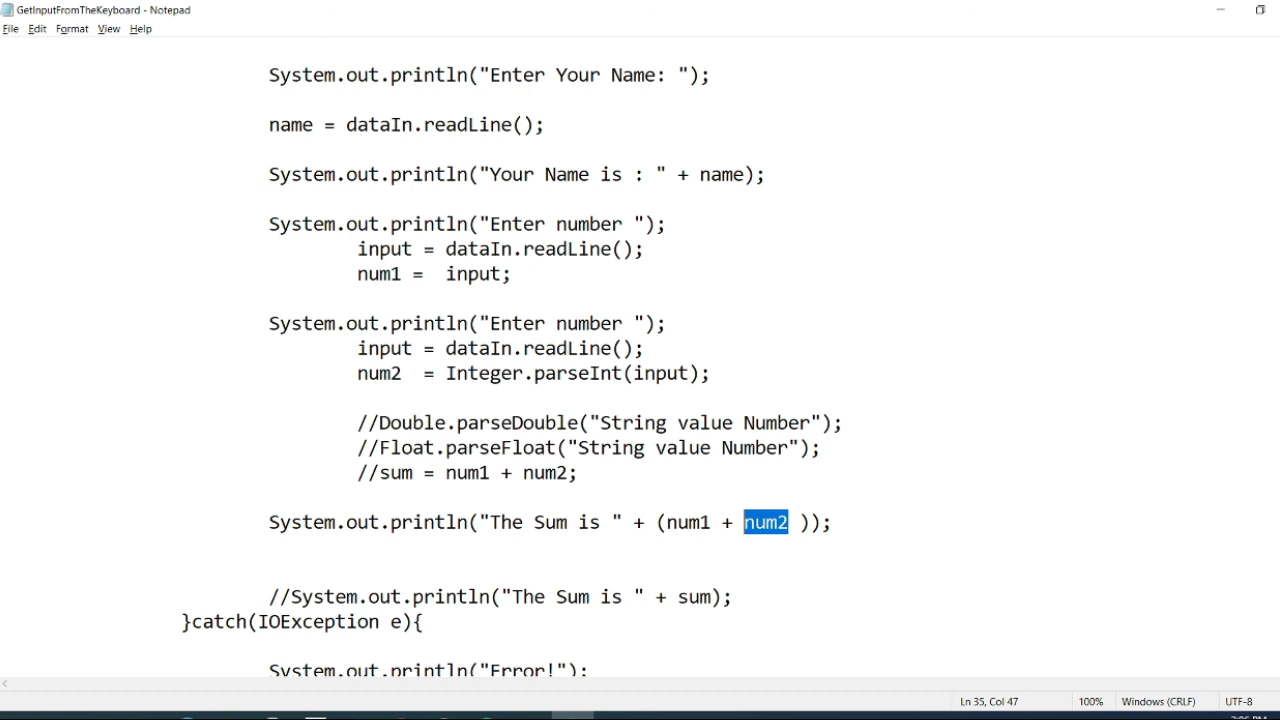 GetInputFromTheKeyboard - Notepad
File Edit Format View Help
System.out.println("Enter Your Name: ");
name = dataIn.readLine();
System.out.println("Your Name is : " + name);
System.out.println("Enter number ");
input = dataIn.readLine();
num1 =  input;
System.out.println("Enter number ");
input = dataIn.readLine();
num2  = Integer.parseInt(input);
//Double.parseDouble("String value Number");
//Float.parseFloat("String value Number");
//sum = num1 + num2;
System.out.println("The Sum is " + (num1 + num2 ));
//System.out.println("The Sum is " + sum);
}catch(IOException e){
System.out.println("Error!");
Ln 35, Col 47 100% Windows (CRLF) UTF-8